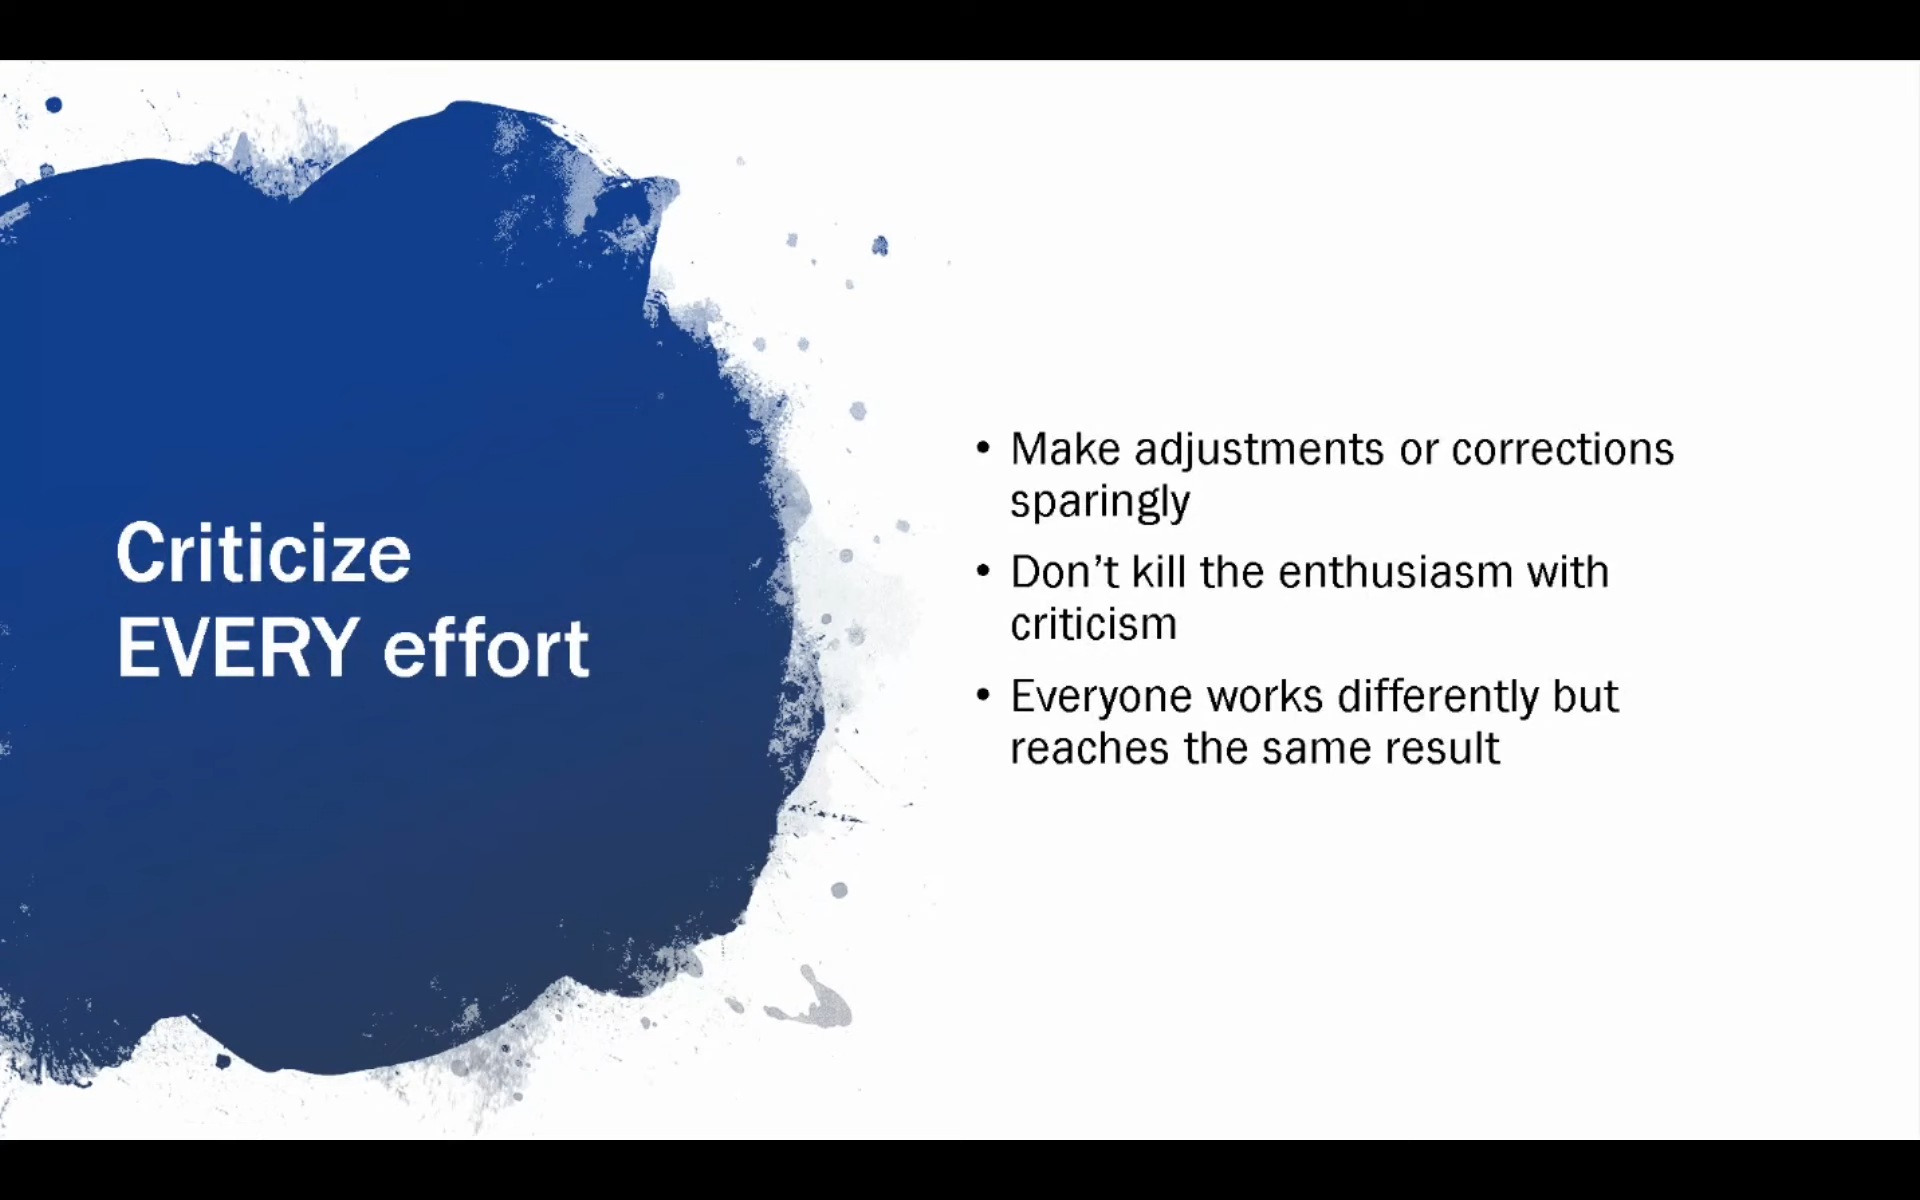 Criticize
EVERY effort
• Make adjustments or corrections
sparingly
• Don’t kill the enthusiasm with
criticism
• Everyone works differently but
reaches the same result